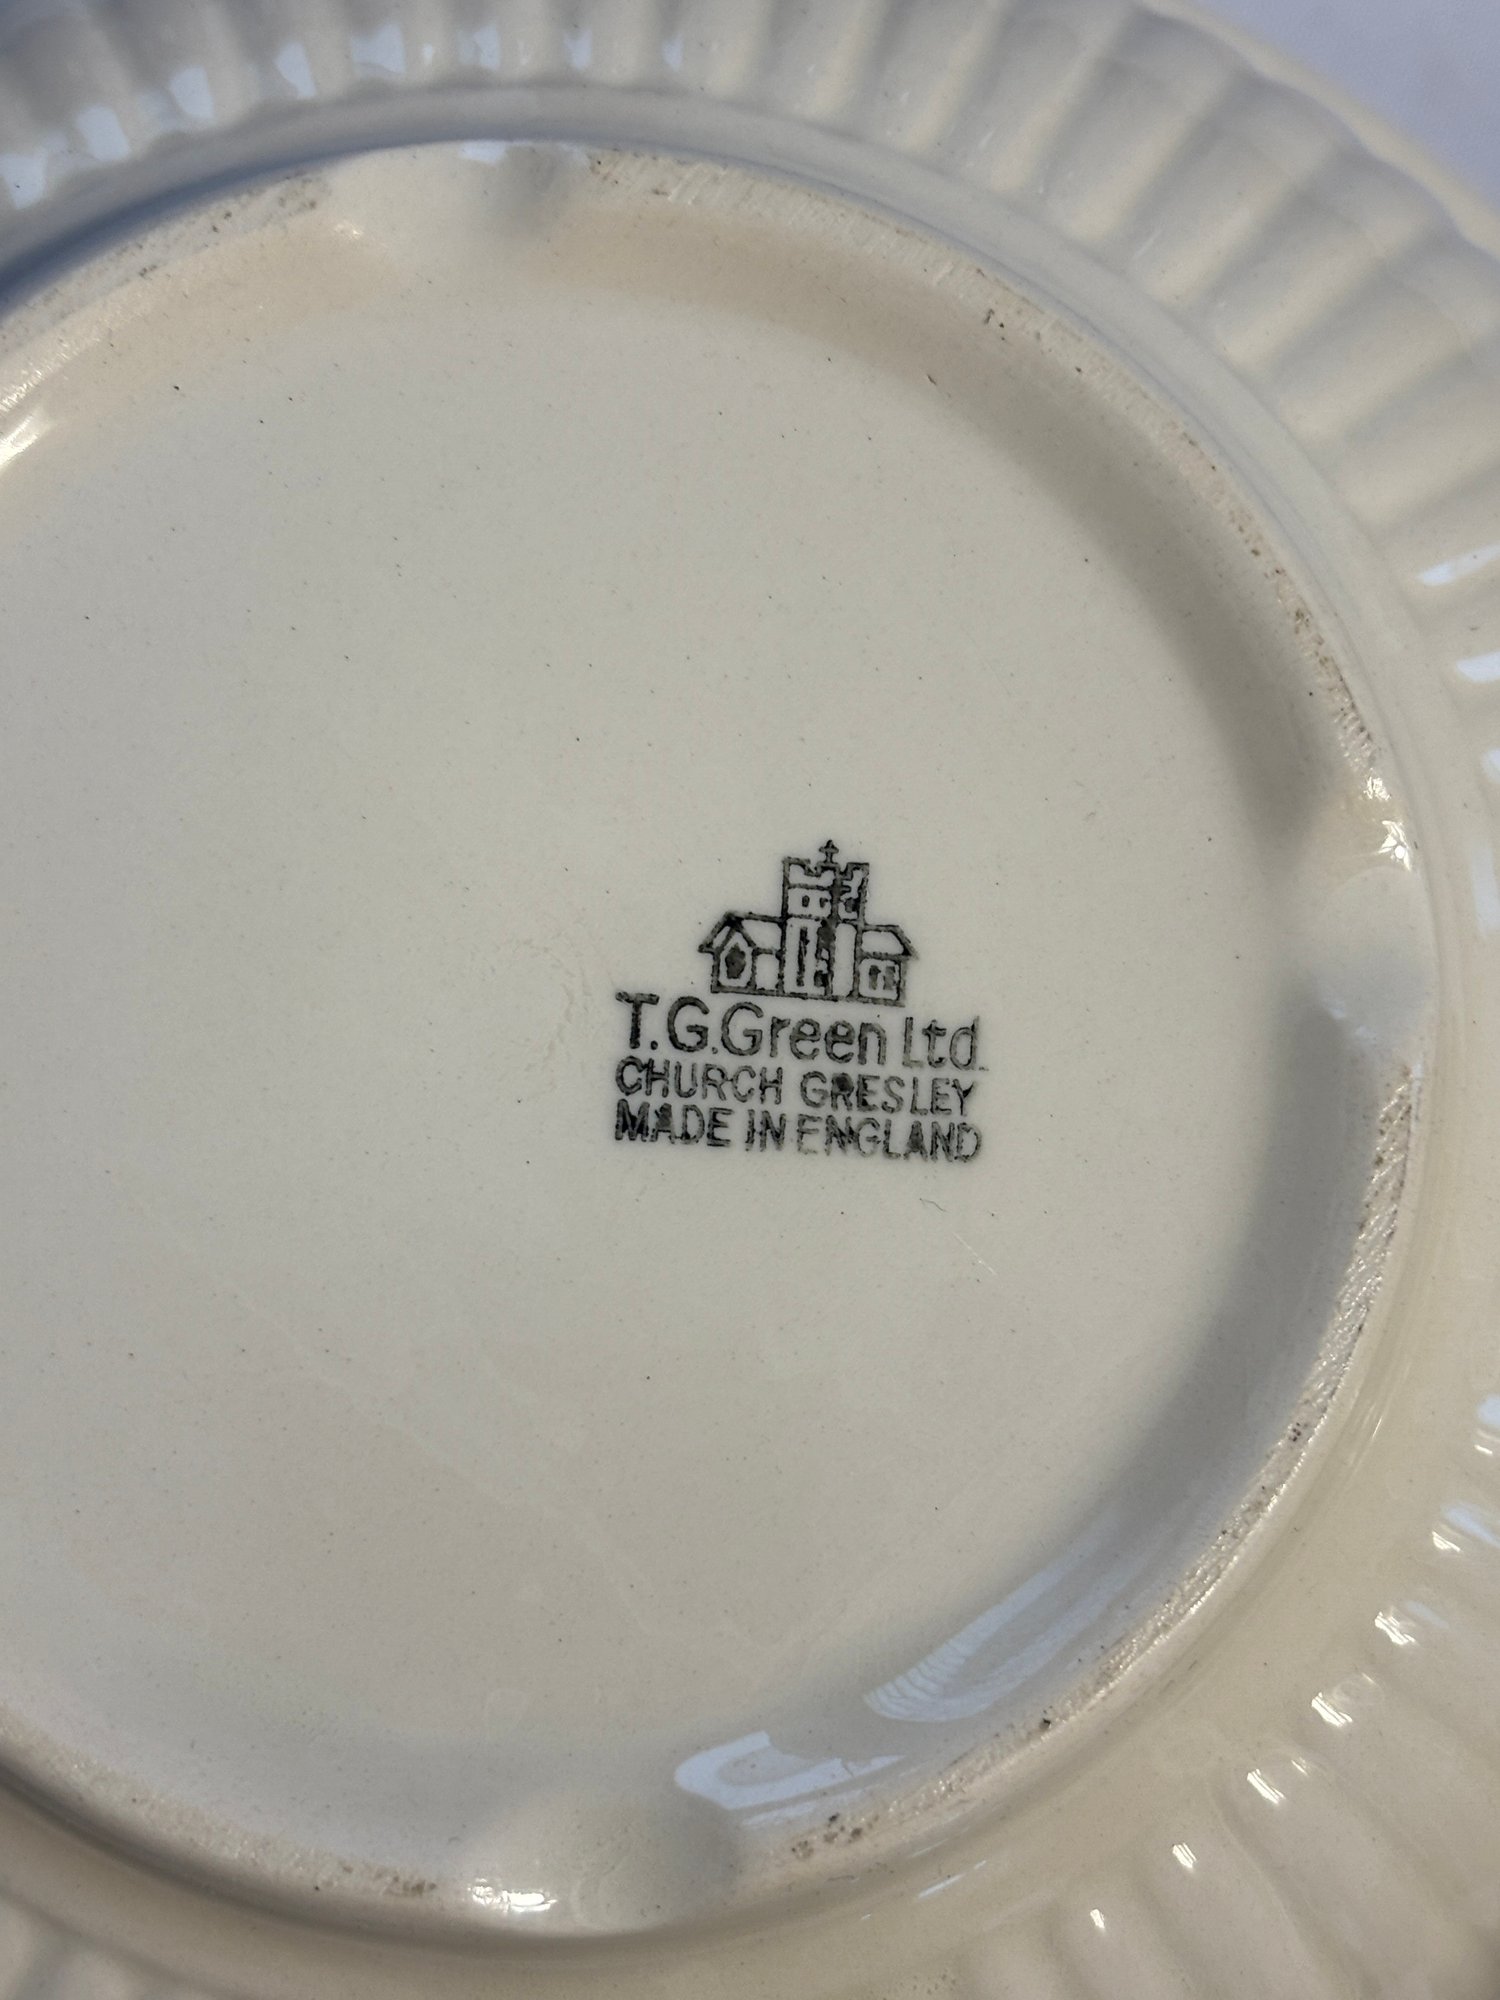 T.G.Green Ltd.
CHURCH GRESLEY
MADE IN ENGLAND